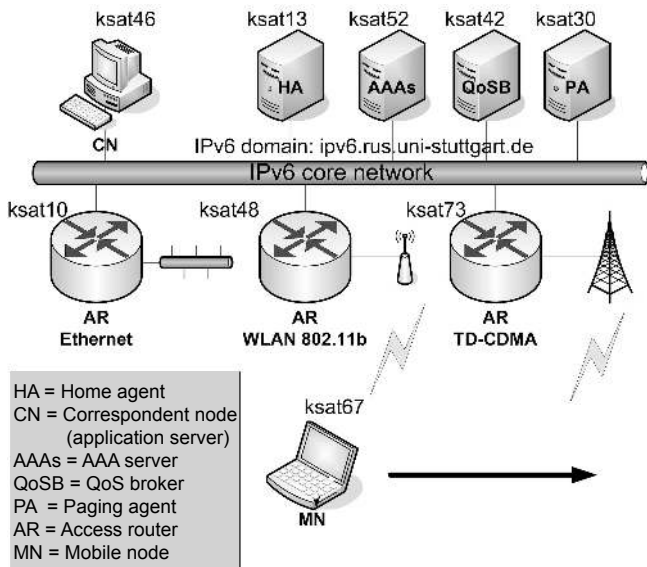 ksat46
ksat13
ksat52
ksat42
ksat30
HA
AAAs
QoSB
PA
CN
IPv6 domain: ipv6.rus.uni-stuttgart.de
IPv6 core network
ksat10
ksat48
ksat73
AR
Ethernet
AR
WLAN 802.11b
AR
TD-CDMA
HA = Home agent
CN = Correspondent node
(application server)
AAAs = AAA server
QoSB = QoS broker
PA = Paging agent
AR = Access router
MN = Mobile node
ksat67
MN